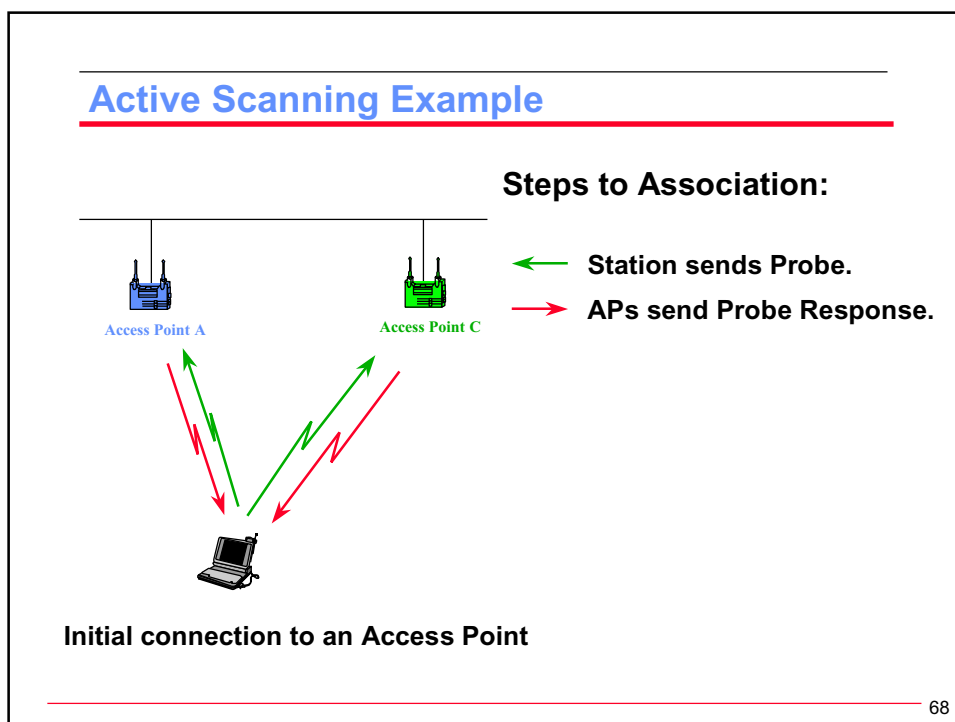 Active Scanning Example
Steps to Association:
Station sends Probe.
APs send Probe Response.
Access Point A
Access Point C
Initial connection to an Access Point
68